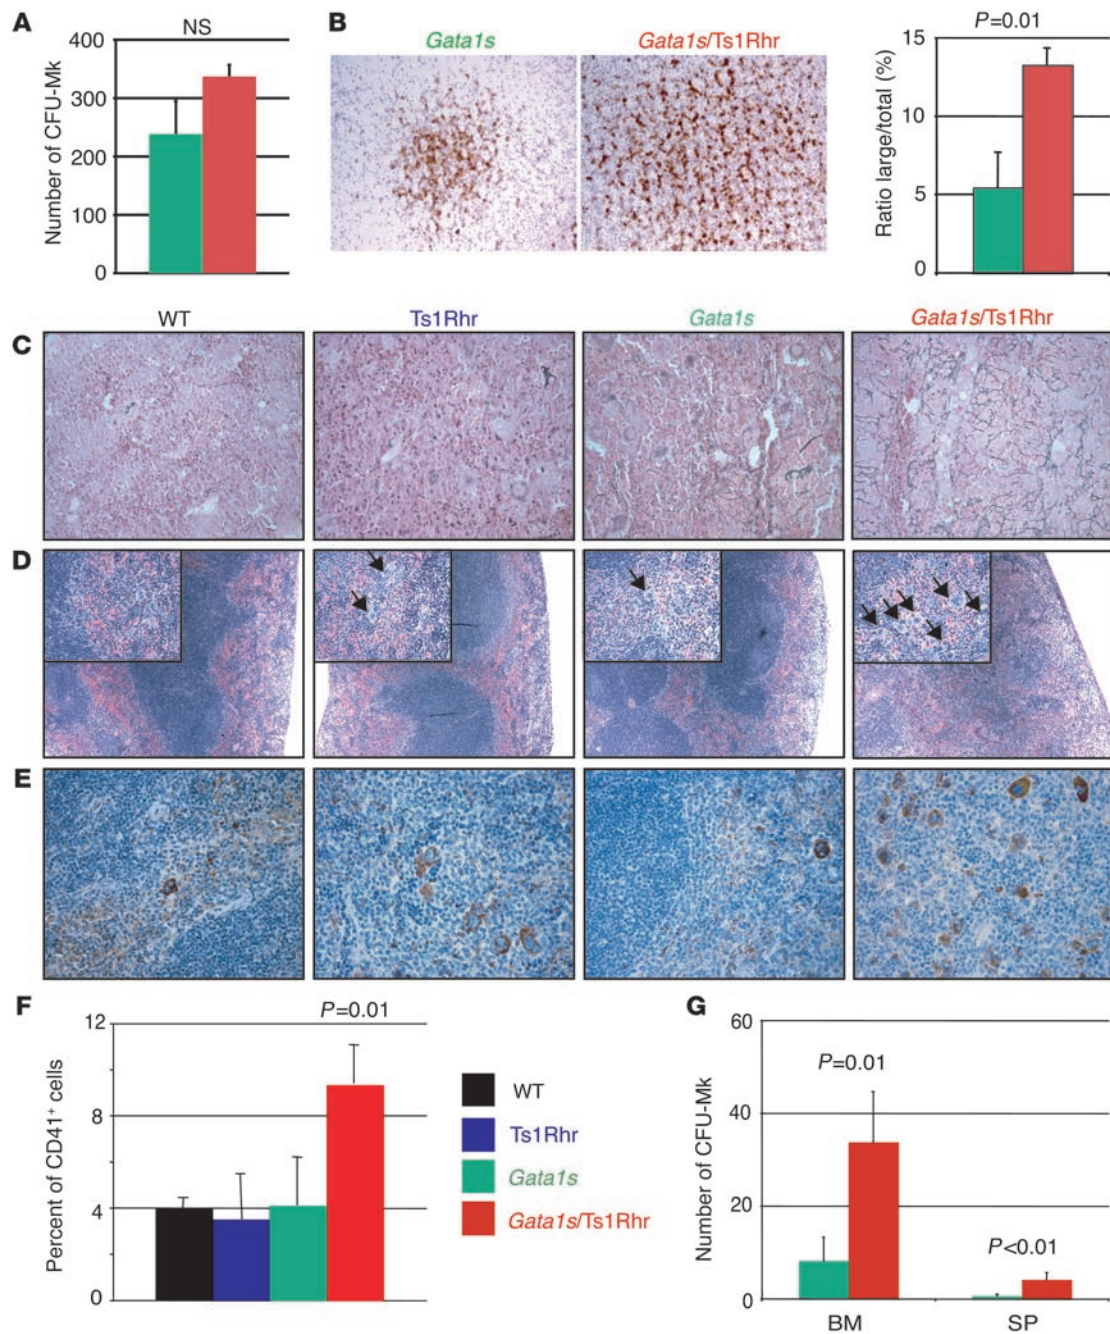 A
NS
Number of CFU-Mk
400
300
200
100
0
B
Gata1s
Gata1s/Ts1Rhr
P=0.01
Ratio large/total (%)
15
10
5
0
WT
Ts1Rhr
Gata1s
Gata1s/Ts1Rhr
C
D
E
F
P=0.01
Percent of CD41⁺ cells
12
8
4
0
WT
Ts1Rhr
Gata1s
Gata1s/Ts1Rhr
G
Number of CFU-Mk
60
40
20
0
P=0.01
P<0.01
BM
SP